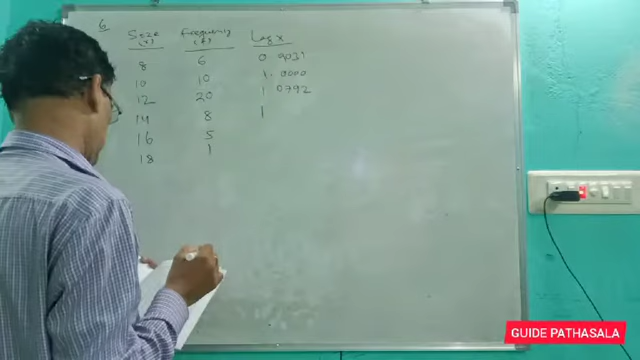 6
Size (x) Frequency (f) Log x
8 6 0.9031
10 10 1.0000
12 20 1.0792
14 8 1
16 5
18 1
GUIDE PATHASALA